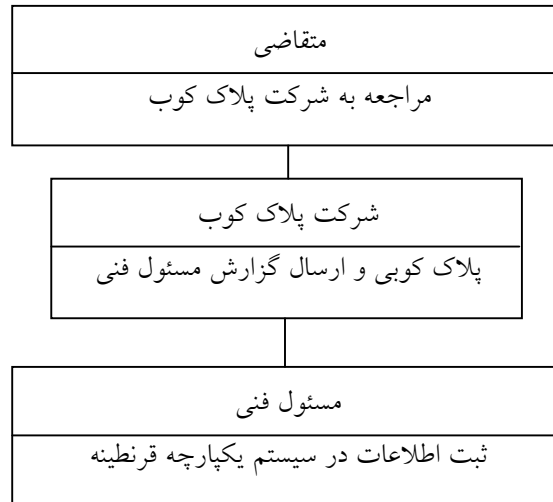 متقاضی
مراجعه به شرکت پلاک کوب
شرکت پلاک کوب
پلاک کوبی و ارسال گزارش مسئول فنی
مسئول فنی
ثبت اطلاعات در سیستم یکپارچه قرنطینه